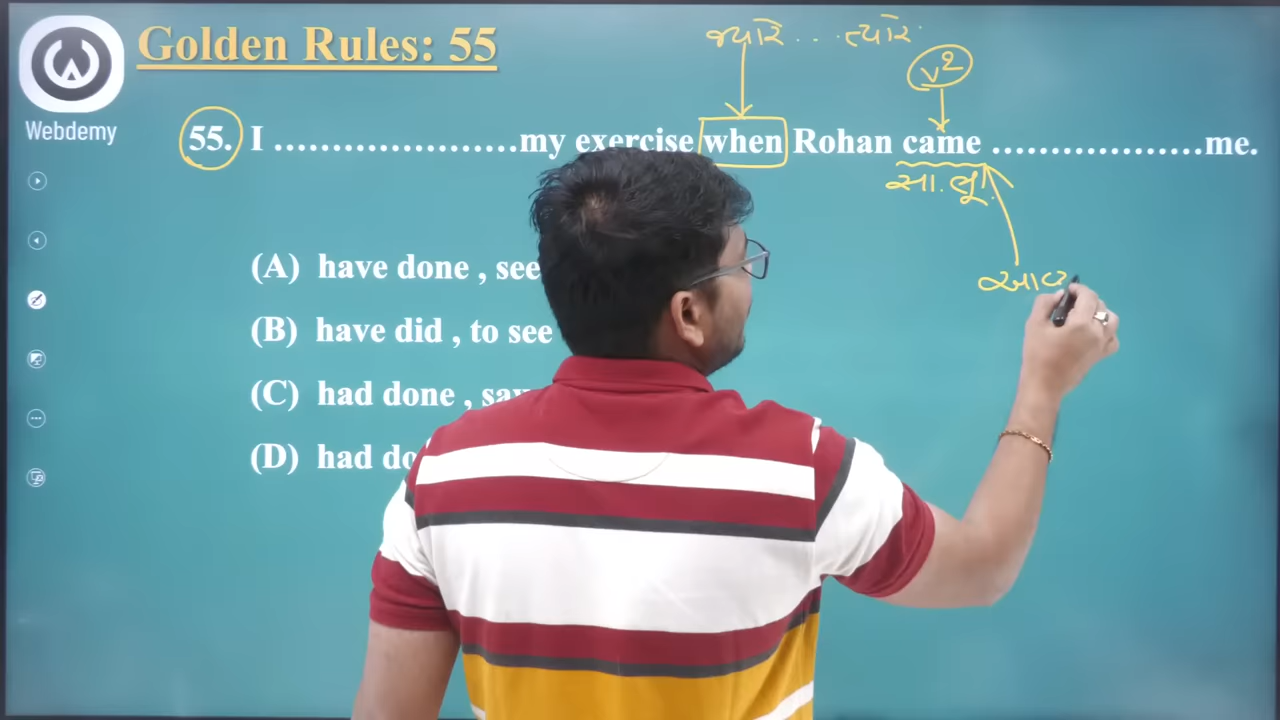 Golden Rules: 55
જ્યારે ... ત્યારે
v²
Webdemy
55. I .....................my exercise when Rohan came ..................me.
સા. ભૂ.
(A) have done , see
આવ
(B) have did , to see
(C) had done ,
(D) had